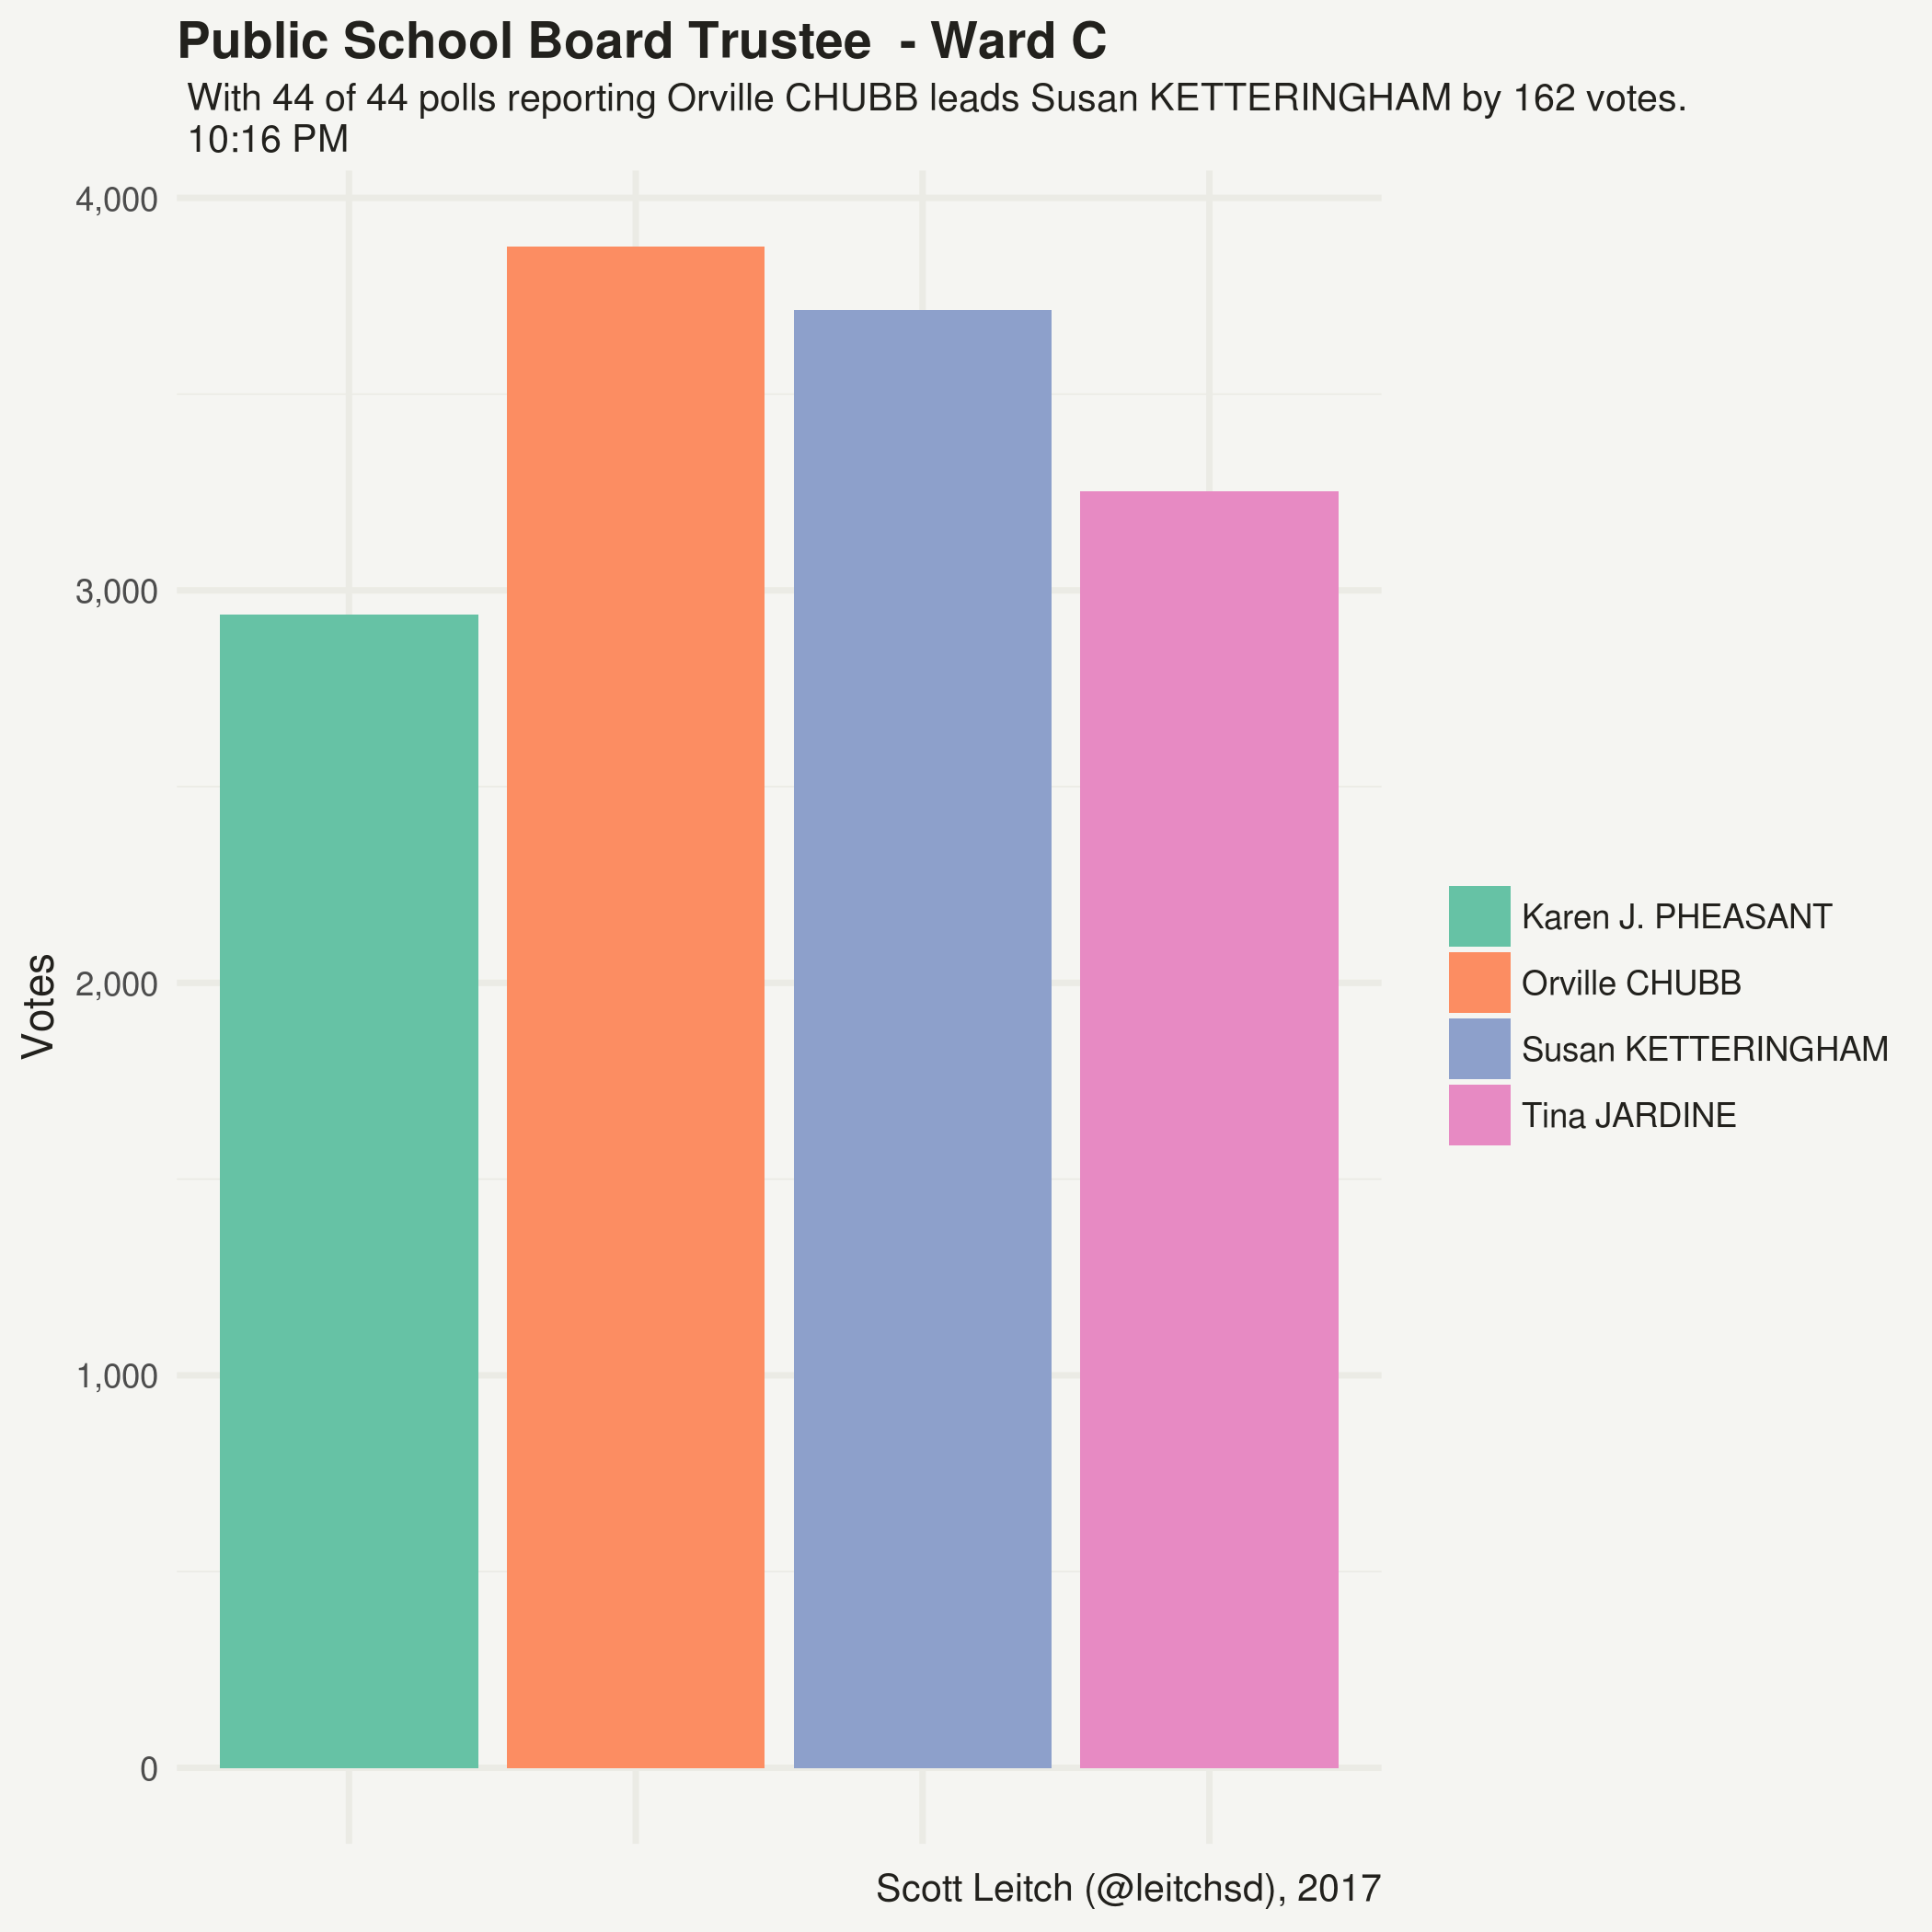 Public School Board Trustee  - Ward C
With 44 of 44 polls reporting Orville CHUBB leads Susan KETTERINGHAM by 162 votes.
10:16 PM
4,000
3,000
2,000
1,000
0
Votes
Karen J. PHEASANT
Orville CHUBB
Susan KETTERINGHAM
Tina JARDINE
Scott Leitch (@leitchsd), 2017